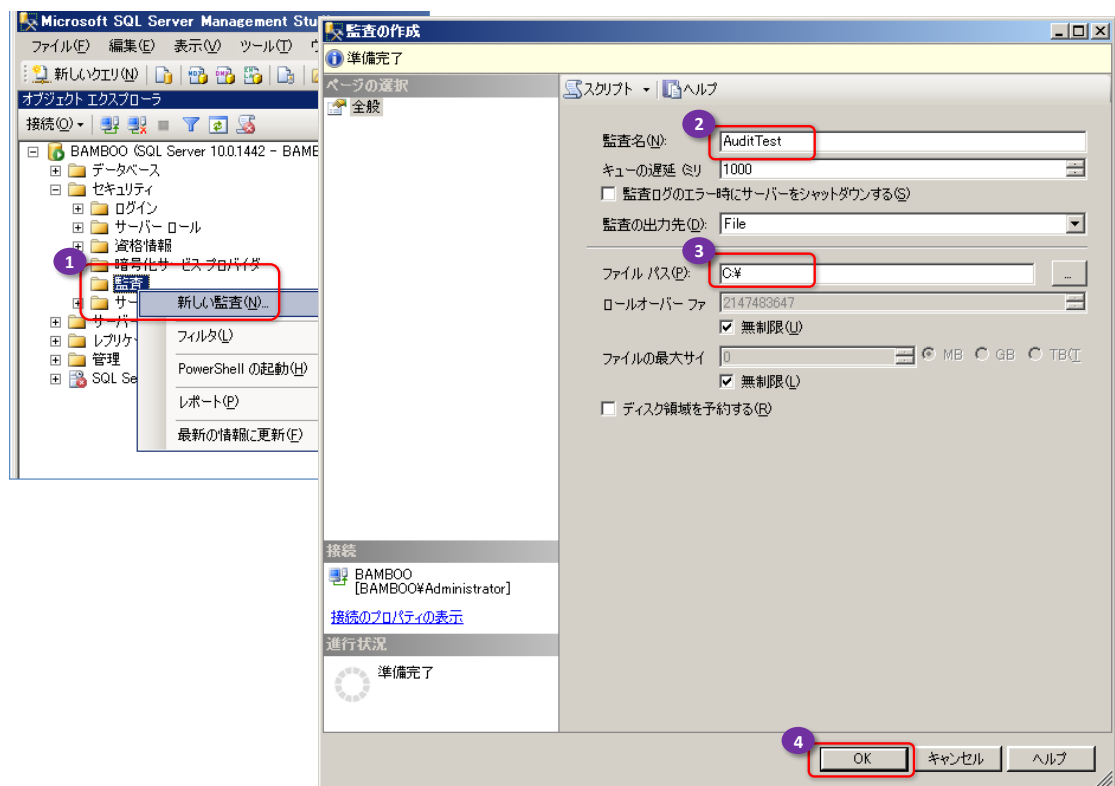 Microsoft SQL Server Management Stu
ファイル(F) 編集(E) 表示(V) ツール(T)
新しいクエリ(N)
オブジェクト エクスプローラ
接続(O)
BAMBOO (SQL Server 10.0.1442 - BAMB
データベース
セキュリティ
ログイン
サーバー ロール
資格情報
1
暗号化サービス プロバイダ
監査
サー
サーバー
レプリケ
管理
SQL Se
新しい監査(N)...
フィルタ(L)
PowerShell の起動(H)
レポート(P)
最新の情報に更新(F)
監査の作成
準備完了
ページの選択
全般
スクリプト ヘルプ
2
監査名(N): AuditTest
キューの遅延 (ミリ 1000
監査ログのエラー時にサーバーをシャットダウンする(S)
監査の出力先(D): File
3
ファイル パス(P): C:¥ ...
ロールオーバー ファ 2147483647
無制限(U)
ファイルの最大サイ 0 MB GB TB(T
無制限(L)
ディスク領域を予約する(R)
接続
BAMBOO
[BAMBOO¥Administrator]
接続のプロパティの表示
進行状況
準備完了
4
OK キャンセル ヘルプ